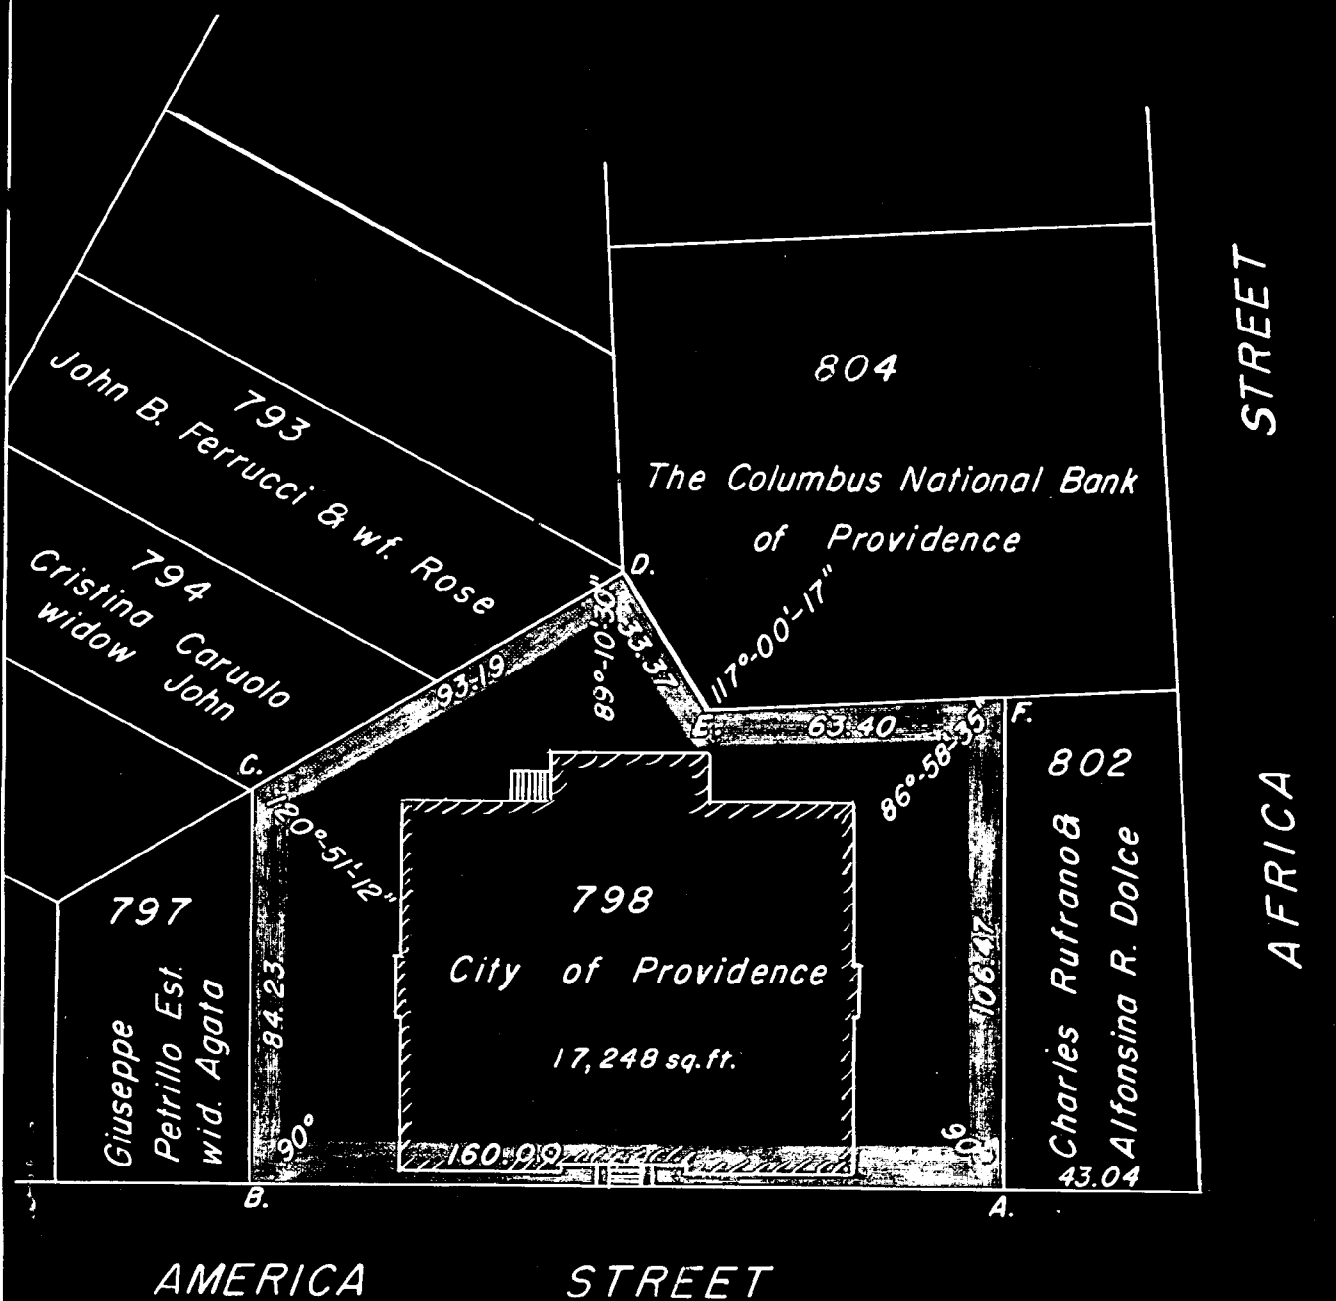 804
The Columbus National Bank
of Providence
STREET
AFRICA
793
John B. Ferrucci & wf. Rose
794
Cristina Caruolo
widow John
D.
89°-10'-30"
33.37
117°-00'-17"
93.19
E.
63.40
F.
86°-58'-35"
C.
120°-51'-12"
802
Charles Rufrano &
Alfonsina R. Dolce
43.04
797
Giuseppe
Petrillo Est.
wid. Agata
84.23
798
City of Providence
17,248 sq.ft.
106.47
90°
160.09
90°
B.
A.
AMERICA STREET